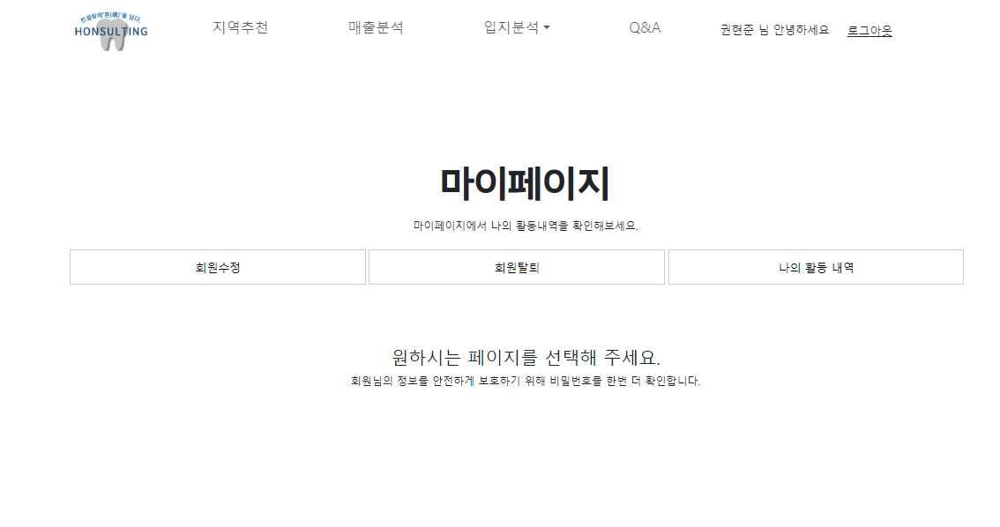 컨설팅에'혼(魂)'을 담다.
HONSULTING
지역추천
매출분석
입지분석
Q&A
권현준 님 안녕하세요
로그아웃
마이페이지
마이페이지에서 나의 활동내역을 확인해보세요.
회원수정
회원탈퇴
나의 활동 내역
원하시는 페이지를 선택해 주세요.
회원님의 정보를 안전하게 보호하기 위해 비밀번호를 한번 더 확인합니다.